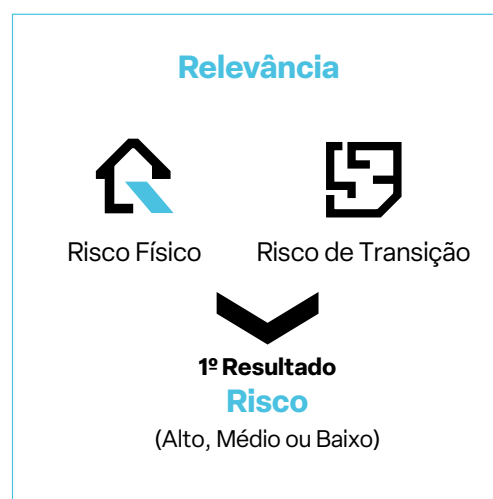 Relevância
Risco Físico
Risco de Transição
1º Resultado
Risco
(Alto, Médio ou Baixo)